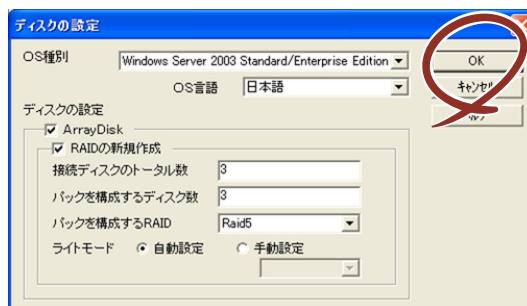 ディスクの設定
OS種別 Windows Server 2003 Standard/Enterprise Edition
OK
OS言語 日本語
キャンセル
ディスクの設定
ArrayDisk
RAIDの新規作成
接続ディスクのトータル数 3
パックを構成するディスク数 3
パックを構成するRAID Raid5
ライトモード 自動設定 手動設定